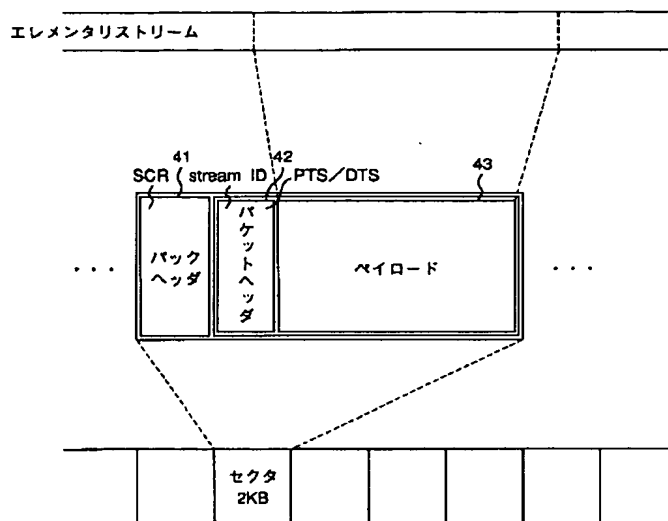 エレメンタリストリーム
41 42 43
SCR stream ID PTS/DTS
パック
ヘッダ
パケットヘッダ
ペイロード
・・・ ・・・
セクタ
2KB